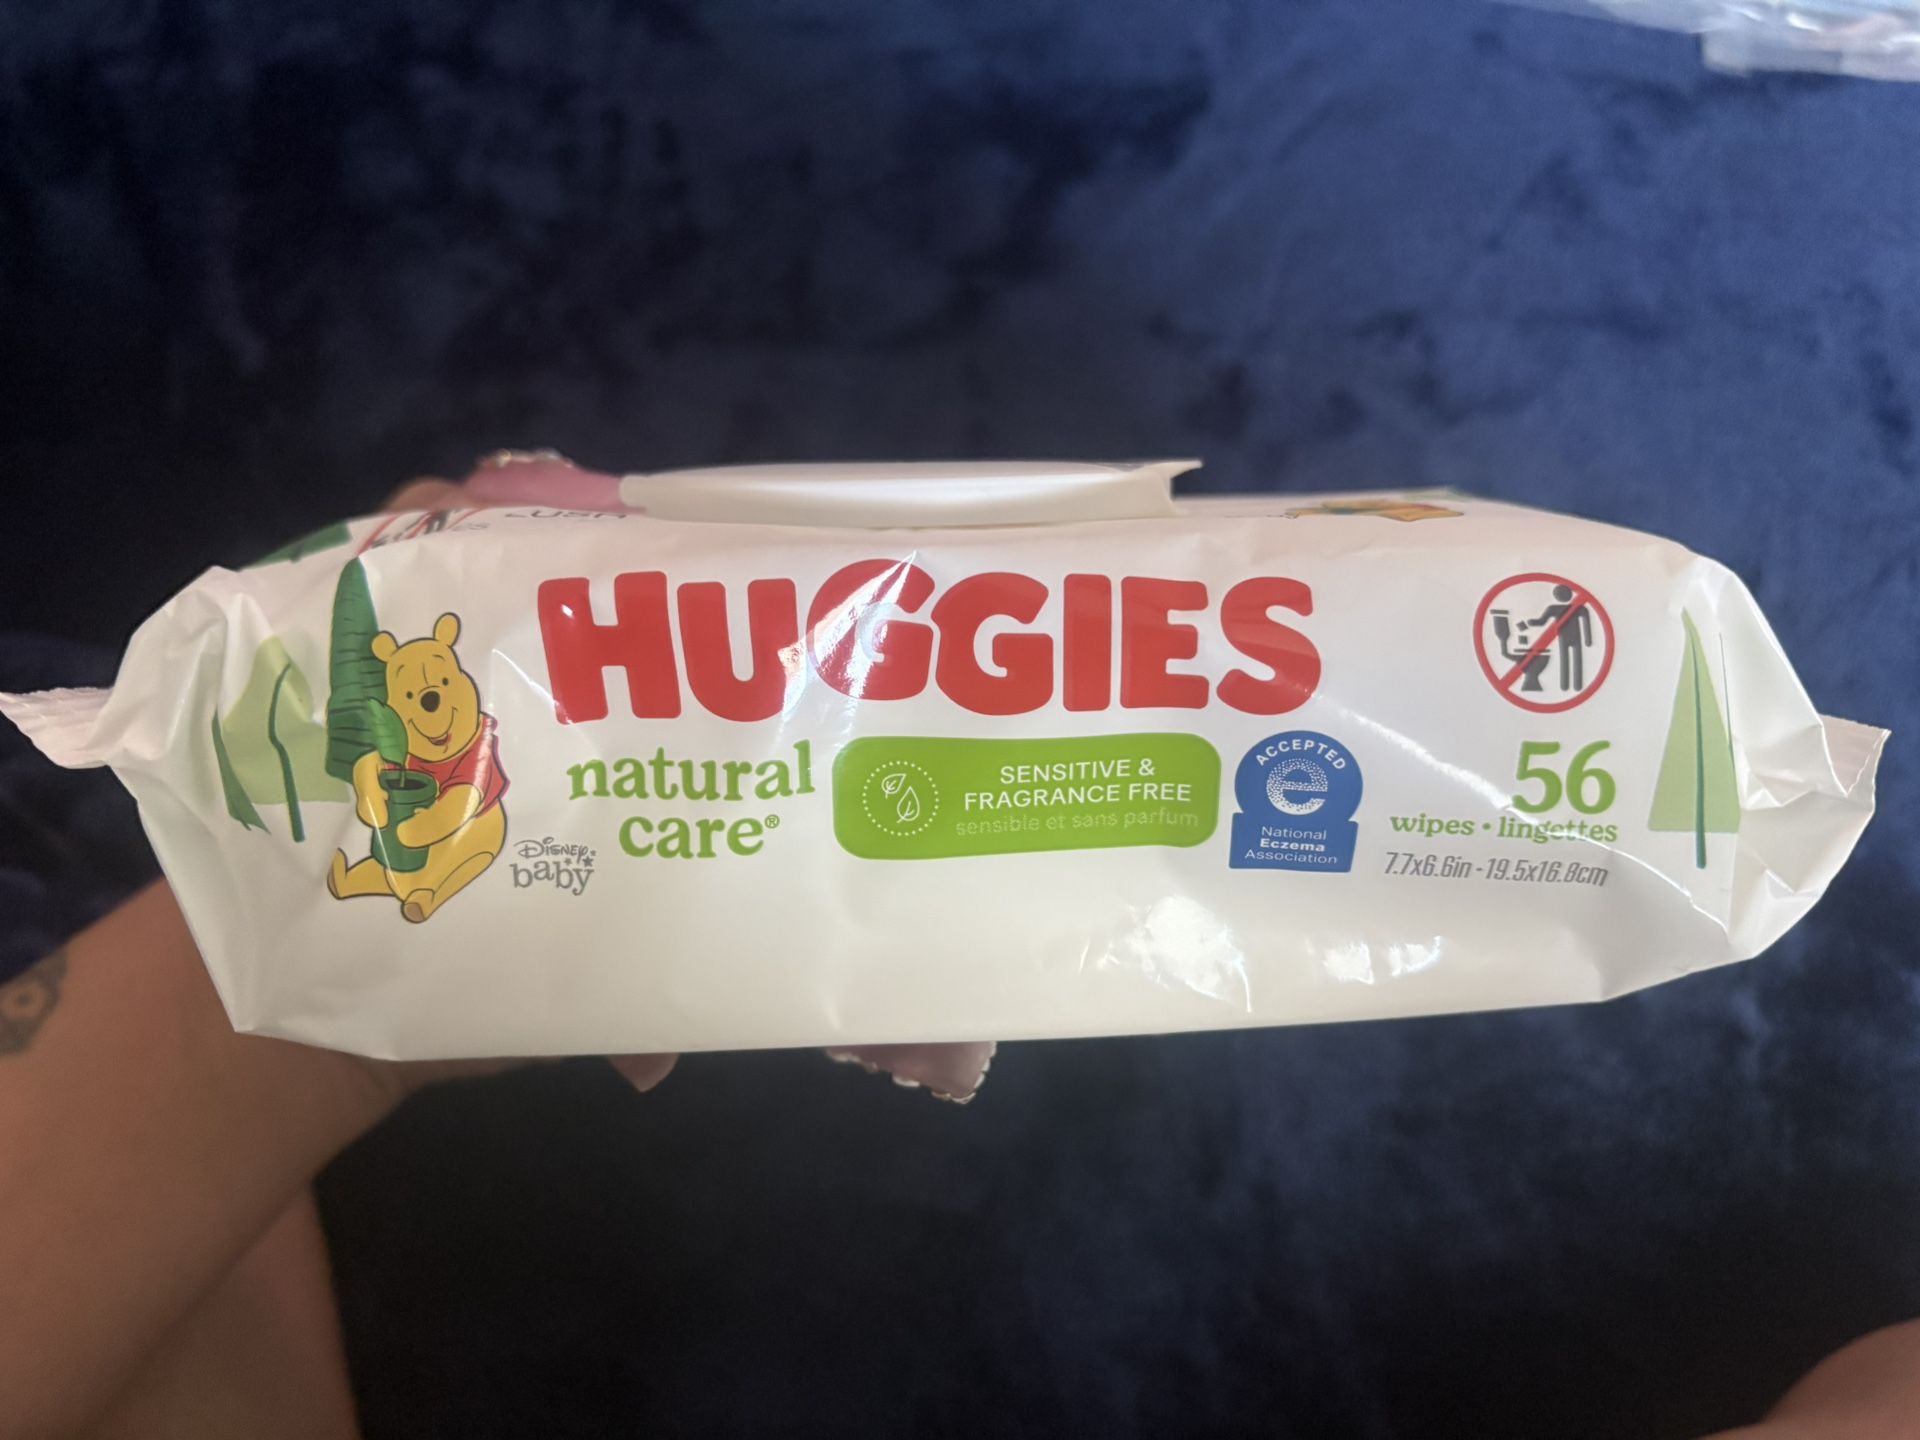 HUGGIES
natural
care®
Disney
baby
SENSITIVE &
FRAGRANCE FREE
sensible et sans parfum
ACCEPTED
e
National
Eczema
Association
56
wipes • lingettes
7.7x6.6in - 19.5x16.8cm